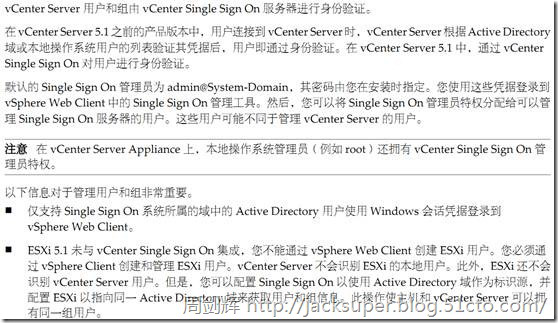 vCenter Server 用户和组由 vCenter Single Sign On 服务器进行身份验证。
在 vCenter Server 5.1 之前的产品版本中，用户连接到 vCenter Server 时，vCenter Server 根据 Active Directory
域或本地操作系统用户的列表验证其凭据后，用户即通过身份验证。在 vCenter Server 5.1 中，通过 vCenter
Single Sign On 对用户进行身份验证。
默认的 Single Sign On 管理员为 admin@System-Domain，其密码由您在安装时指定。您使用这些凭据登录到
vSphere Web Client 中的 Single Sign On 管理工具。然后，您可以将 Single Sign On 管理员特权分配给可以管
理 Single Sign On 服务器的用户。这些用户可能不同于管理 vCenter Server 的用户。
注意 在 vCenter Server Appliance 上，本地操作系统管理员（例如 root）还拥有 vCenter Single Sign On 管
理员特权。
以下信息对于管理用户和组非常重要。
■ 仅支持 Single Sign On 系统所属的域中的 Active Directory 用户使用 Windows 会话凭据登录到
vSphere Web Client。
■ ESXi 5.1 未与 vCenter Single Sign On 集成，您不能通过 vSphere Web Client 创建 ESXi 用户。您必须通
过 vSphere Client 创建和管理 ESXi 用户。vCenter Server 不会识别 ESXi 的本地用户。此外，ESXi 还不会
识别 vCenter Server 用户。但是，您可以配置 Single Sign On 以使用 Active Directory 域作为标识源，并
配置 ESXi 以指向同一 Active Directory 域来获取用户和组信息。此操作使主机和 vCenter Server 可以拥
有同一组用户。
http://jacksuper.blog.51cto.com/